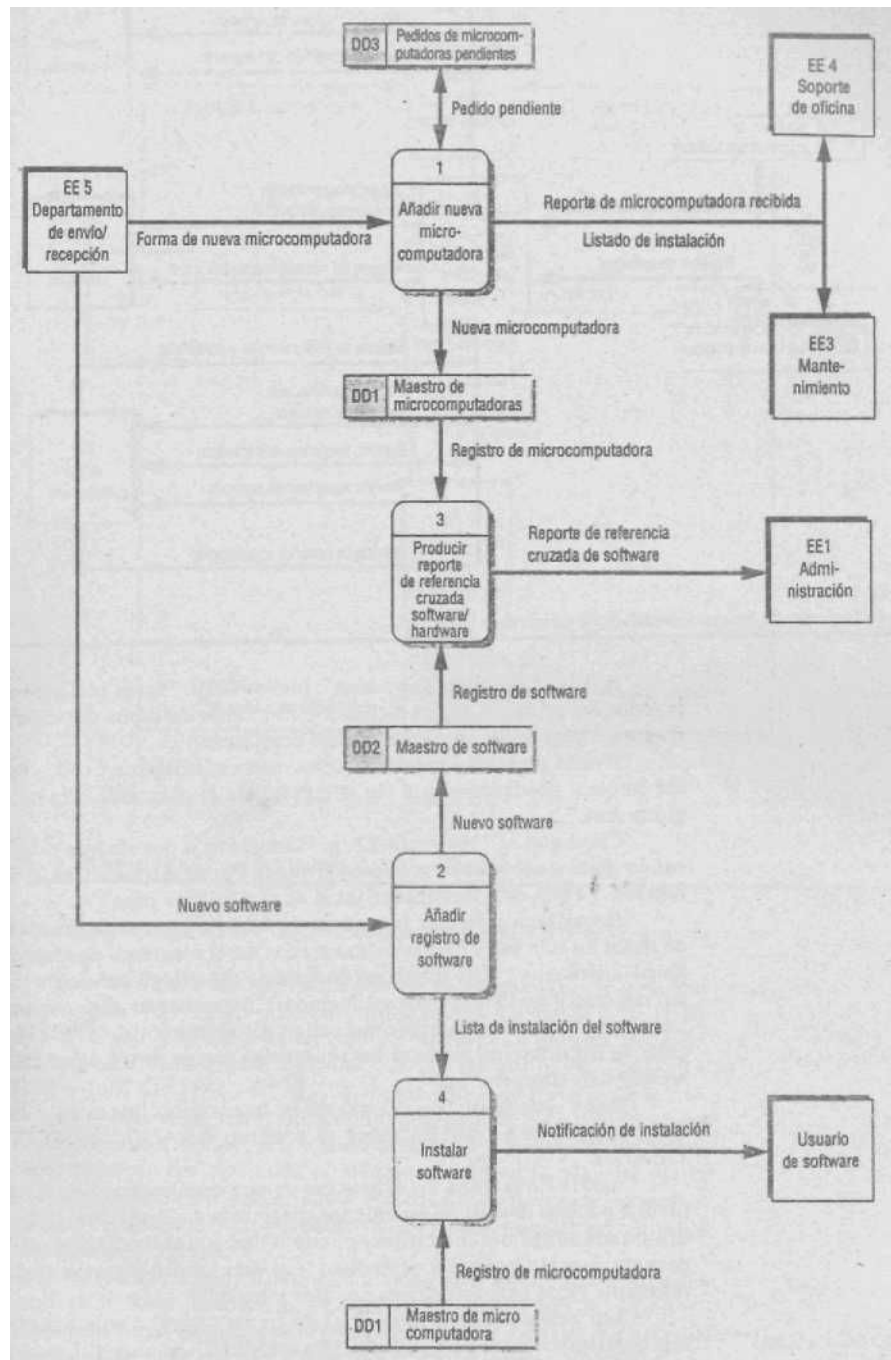 DD3
Pedidos de microcom-
putadoras pendientes
EE 4
Soporte
de oficina
Pedido pendiente
1
Añadir nueva
micro-
computadora
EE 5
Departamento
de envío/
recepción
Forma de nueva microcomputadora
Reporte de microcomputadora recibida
Listado de instalación
Nueva microcomputadora
EE3
Mante-
nimiento
DD1
Maestro de
microcomputadoras
Registro de microcomputadora
3
Producir
reporte
de referencia
cruzada
software/
hardware
Reporte de referencia
cruzada de software
EE1
Admi-
nistración
Registro de software
DD2
Maestro de software
Nuevo software
2
Añadir
registro de
software
Nuevo software
Lista de instalación del software
4
Instalar
software
Notificación de instalación
Usuario
de software
Registro de microcomputadora
DD1
Maestro de micro
computadora